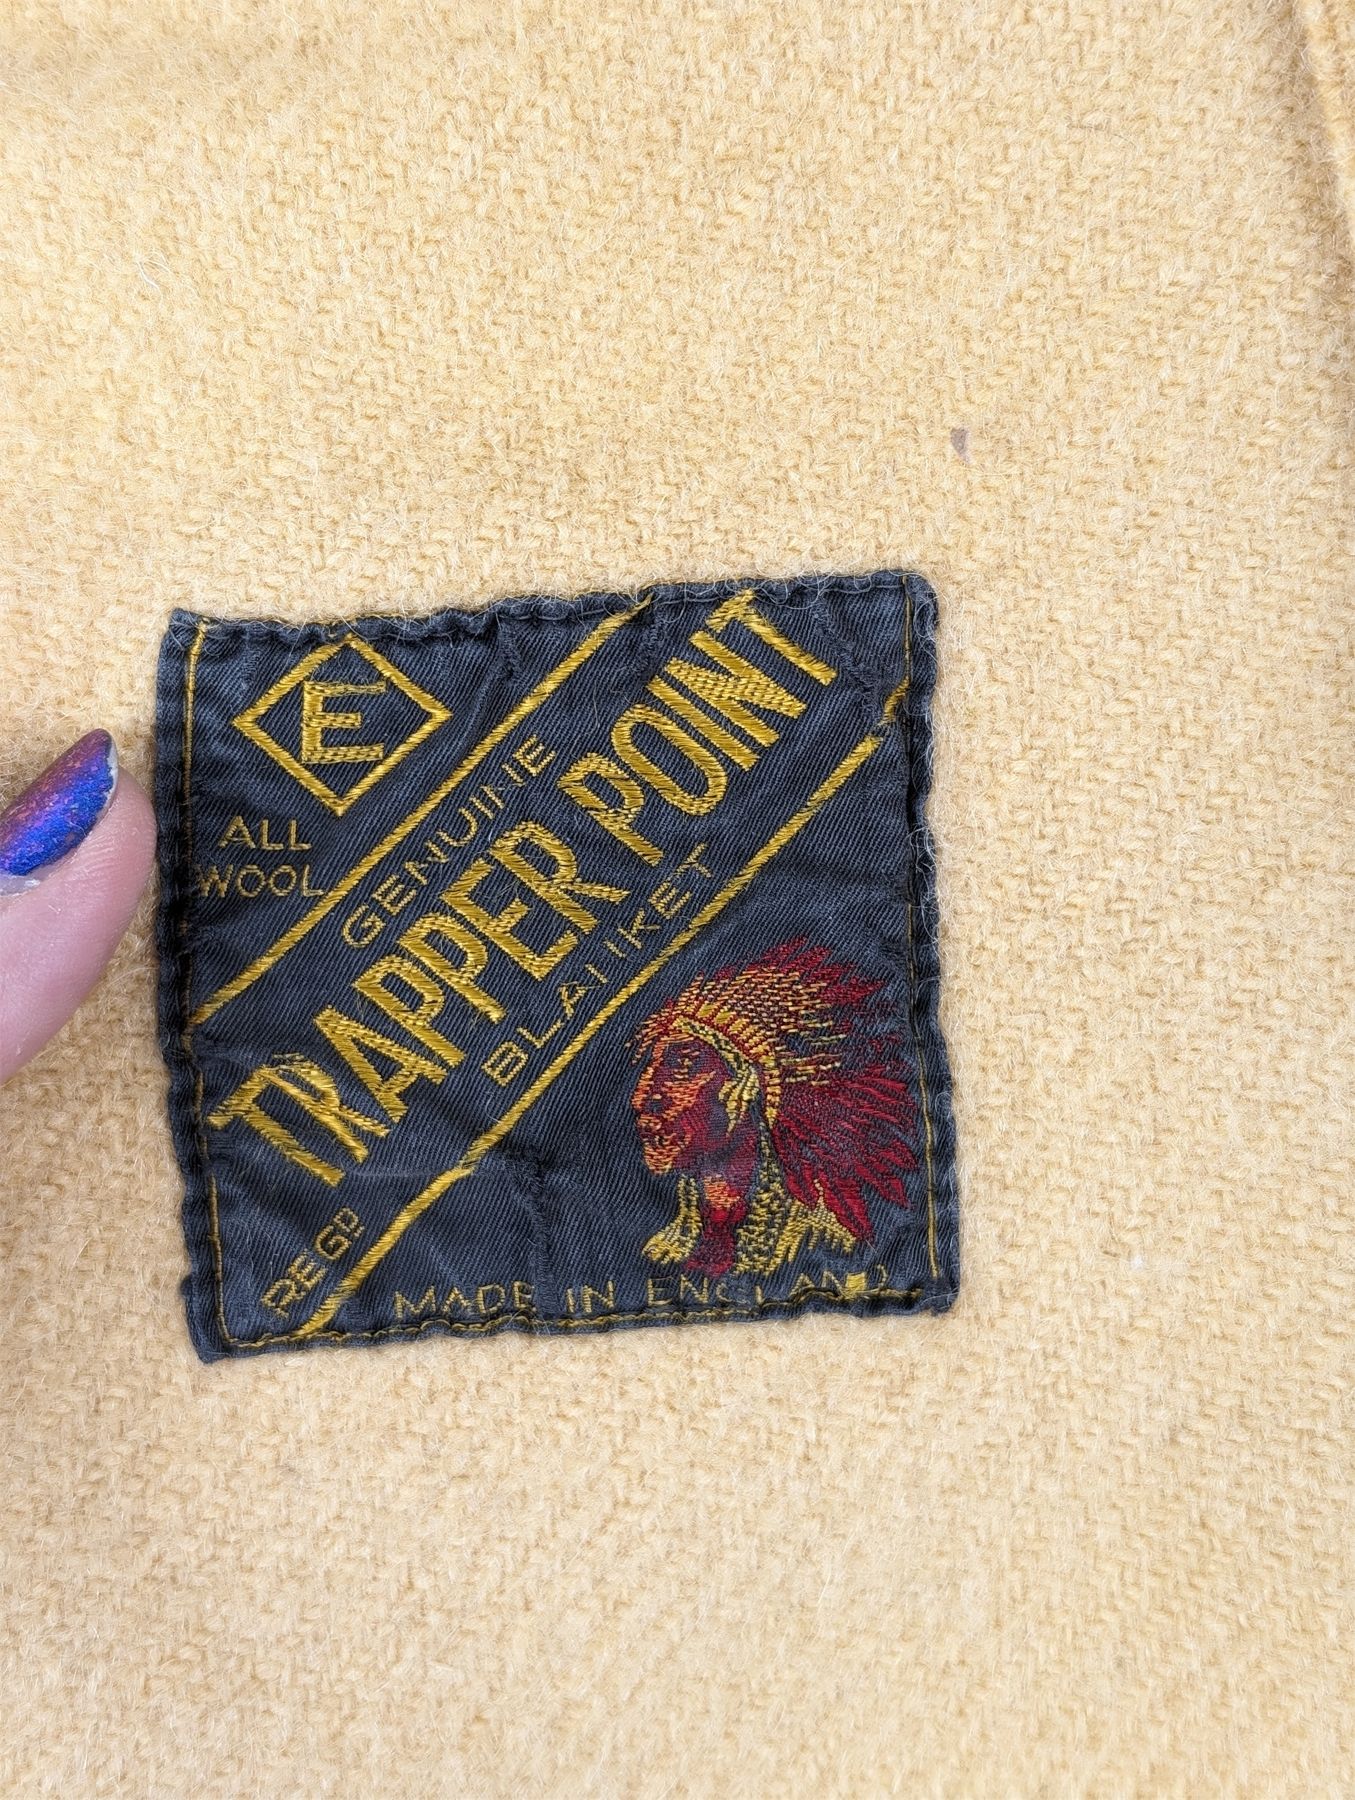 E
ALL
WOOL
GENUINE
TRAPPER POINT
BLANKET
REGD
MADE IN ENGLAND